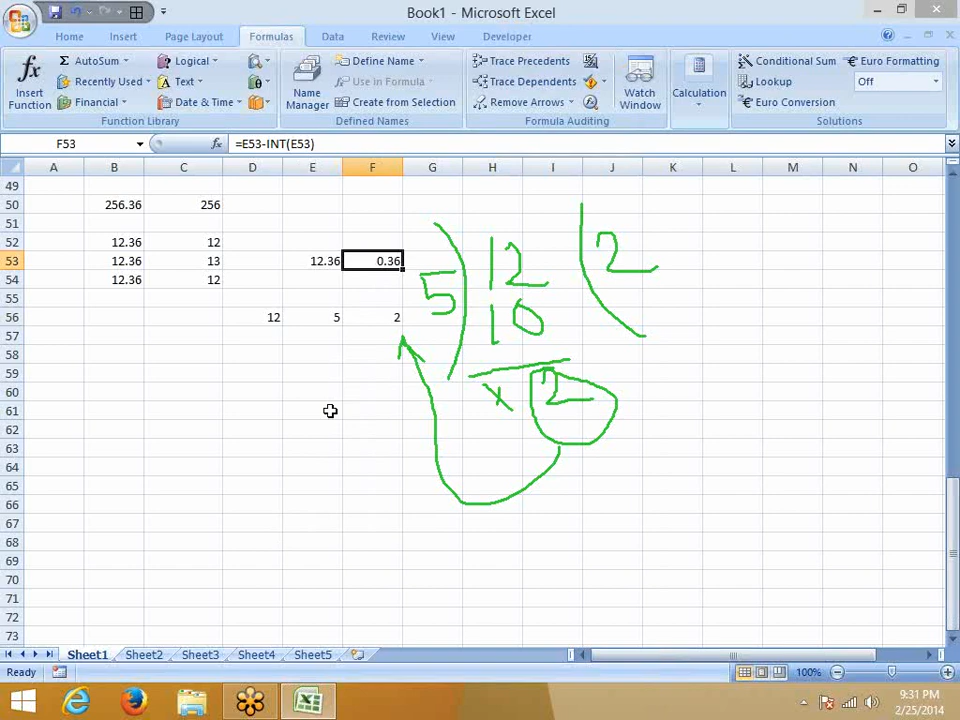 Book1 - Microsoft Excel
Home Insert Page Layout Formulas Data Review View Developer
AutoSum Logical Define Name Trace Precedents Conditional Sum Euro Formatting
Recently Used Text Use in Formula Trace Dependents Lookup Off
Insert Function Financial Date & Time Name Manager Create from Selection Remove Arrows Watch Window Calculation Euro Conversion
Function Library Defined Names Formula Auditing Solutions
F53 fx =E53-INT(E53)
A B C D E F G H I J K L M N O
49
50 256.36 256
51
52 12.36 12
53 12.36 13 12.36 0.36
54 12.36 12
55
56 12 5 2
57
58
59
60
61
62
63
64
65
66
67
68
69
70
71
72
73
5 ) 12 ( 2
10
x 2
Sheet1 Sheet2 Sheet3 Sheet4 Sheet5
Ready 100%
9:31 PM
2/25/2014